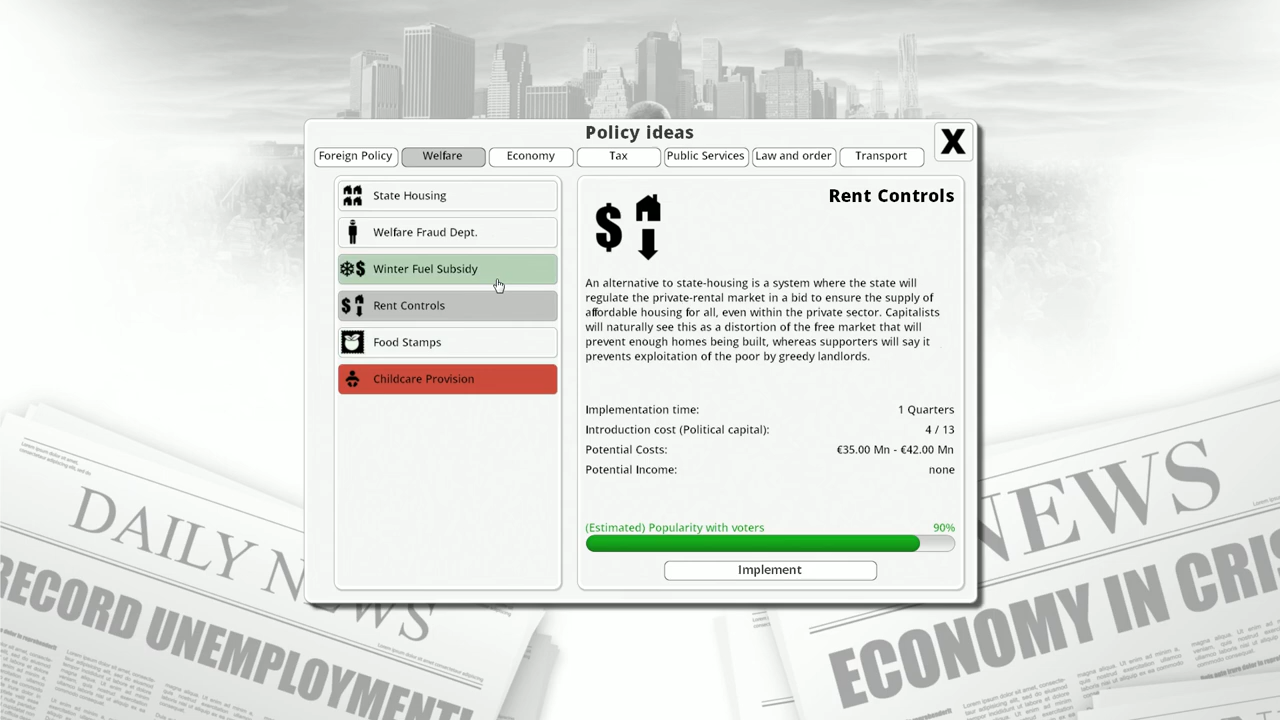 Policy ideas
X
Foreign Policy
Welfare
Economy
Tax
Public Services
Law and order
Transport
State Housing
Welfare Fraud Dept.
Winter Fuel Subsidy
Rent Controls
Food Stamps
Childcare Provision
Rent Controls
An alternative to state-housing is a system where the state will
regulate the private-rental market in a bid to ensure the supply of
affordable housing for all, even within the private sector. Capitalists
will naturally see this as a distortion of the free market that will
prevent enough homes being built, whereas supporters will say it
prevents exploitation of the poor by greedy landlords.
Implementation time: 1 Quarters
Introduction cost (Political capital): 4 / 13
Potential Costs: €35.00 Mn - €42.00 Mn
Potential Income: none
(Estimated) Popularity with voters 90%
Implement
DAILY NEWS
RECORD UNEMPLOYMENT!
NEWS
ECONOMY IN CRIS